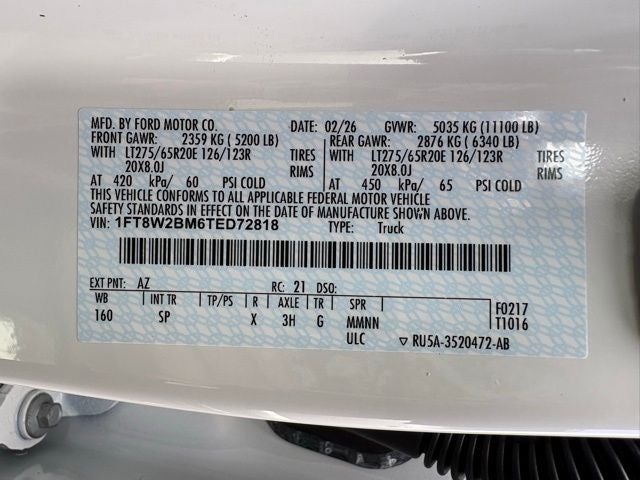 MFD. BY FORD MOTOR CO. DATE: 02/26 GVWR: 5035 KG (11100 LB)
FRONT GAWR: 2359 KG ( 5200 LB) REAR GAWR: 2876 KG ( 6340 LB)
WITH LT275/65R20E 126/123R TIRES WITH LT275/65R20E 126/123R TIRES
20X8.0J RIMS 20X8.0J RIMS
AT 420 kPa/ 60 PSI COLD AT 450 kPa/ 65 PSI COLD
THIS VEHICLE CONFORMS TO ALL APPLICABLE FEDERAL MOTOR VEHICLE
SAFETY STANDARDS IN EFFECT ON THE DATE OF MANUFACTURE SHOWN ABOVE.
VIN: 1FT8W2BM6TED72818 TYPE: Truck
EXT PNT: AZ RC: 21 DSO:
WB INT TR TP/PS R AXLE TR SPR F0217
160 SP X 3H G MMNN T1016
ULC ▽ RU5A-3520472-AB